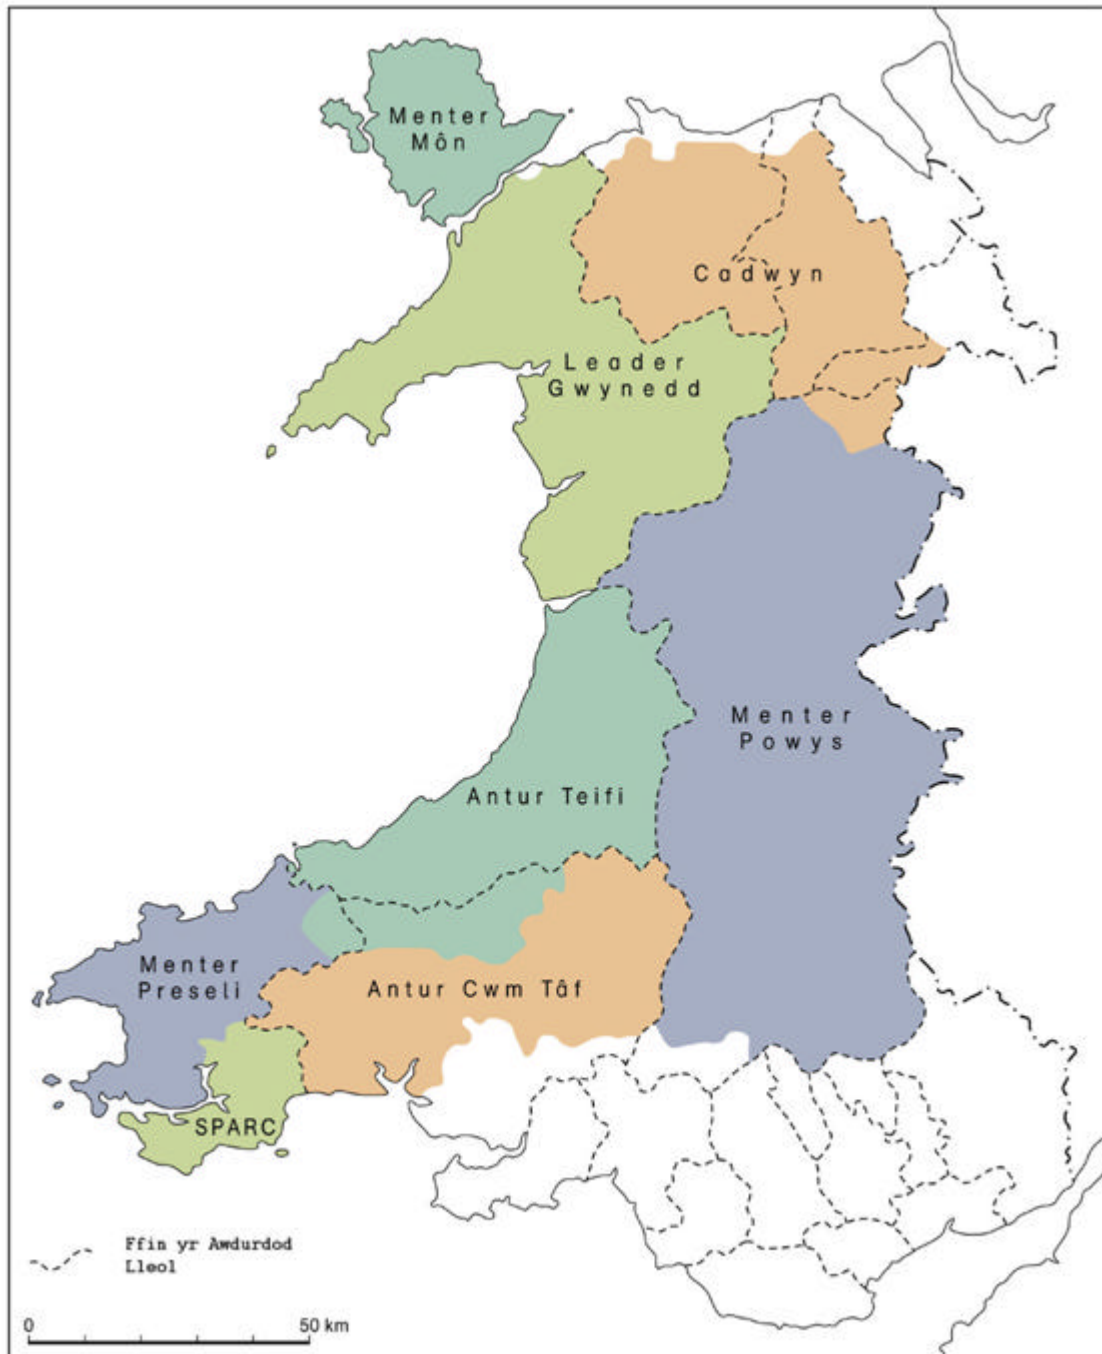 Menter
Môn
Cadwyn
Leader
Gwynedd
Menter
Powys
Antur Teifi
Menter
Preseli
Antur Cwm Tâf
SPARC
Ffin yr Awdurdod
Lleol
0
50 km